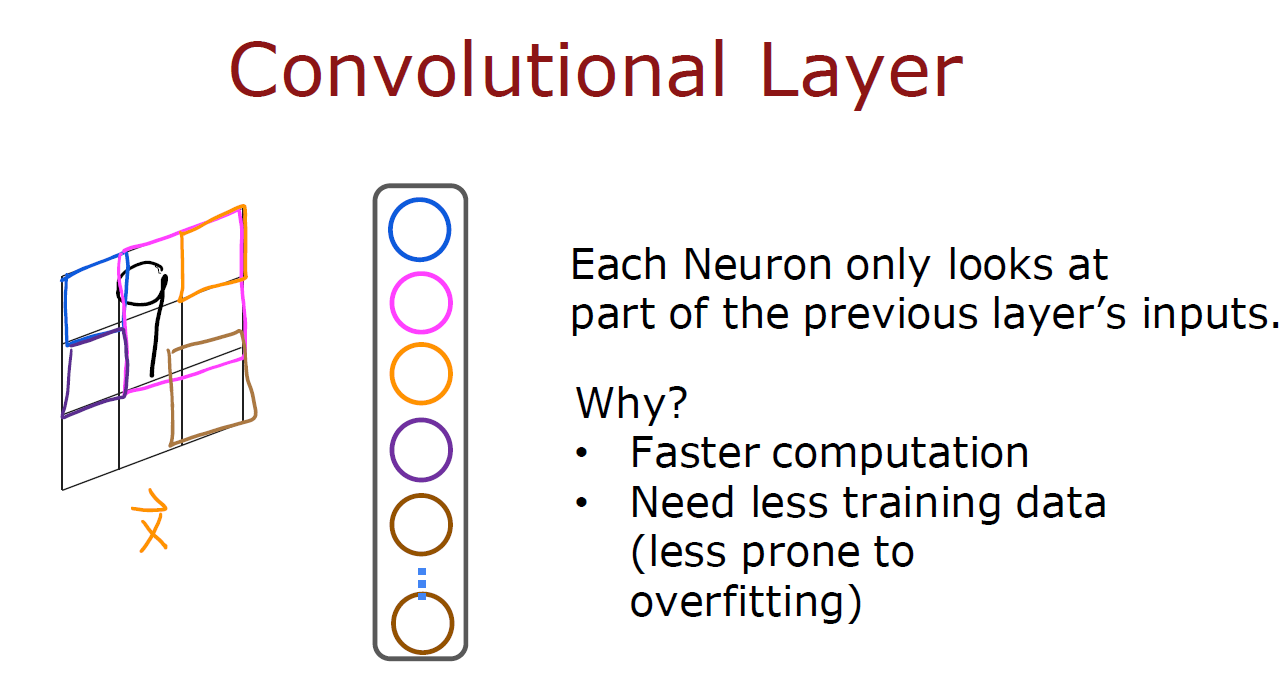 Convolutional Layer
Each Neuron only looks at
part of the previous layer’s inputs.
Why?
• Faster computation
• Need less training data
(less prone to
overfitting)
9
x⃗